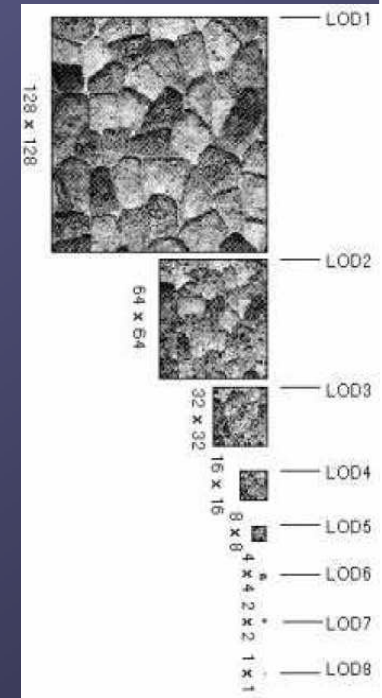 LOD1
128 x 128
LOD2
64 x 64
LOD3
32 x 32
LOD4
16 x 16
LOD5
8 x 8
LOD6
4 x 4
LOD7
2 x 2
LOD8
1 x 1